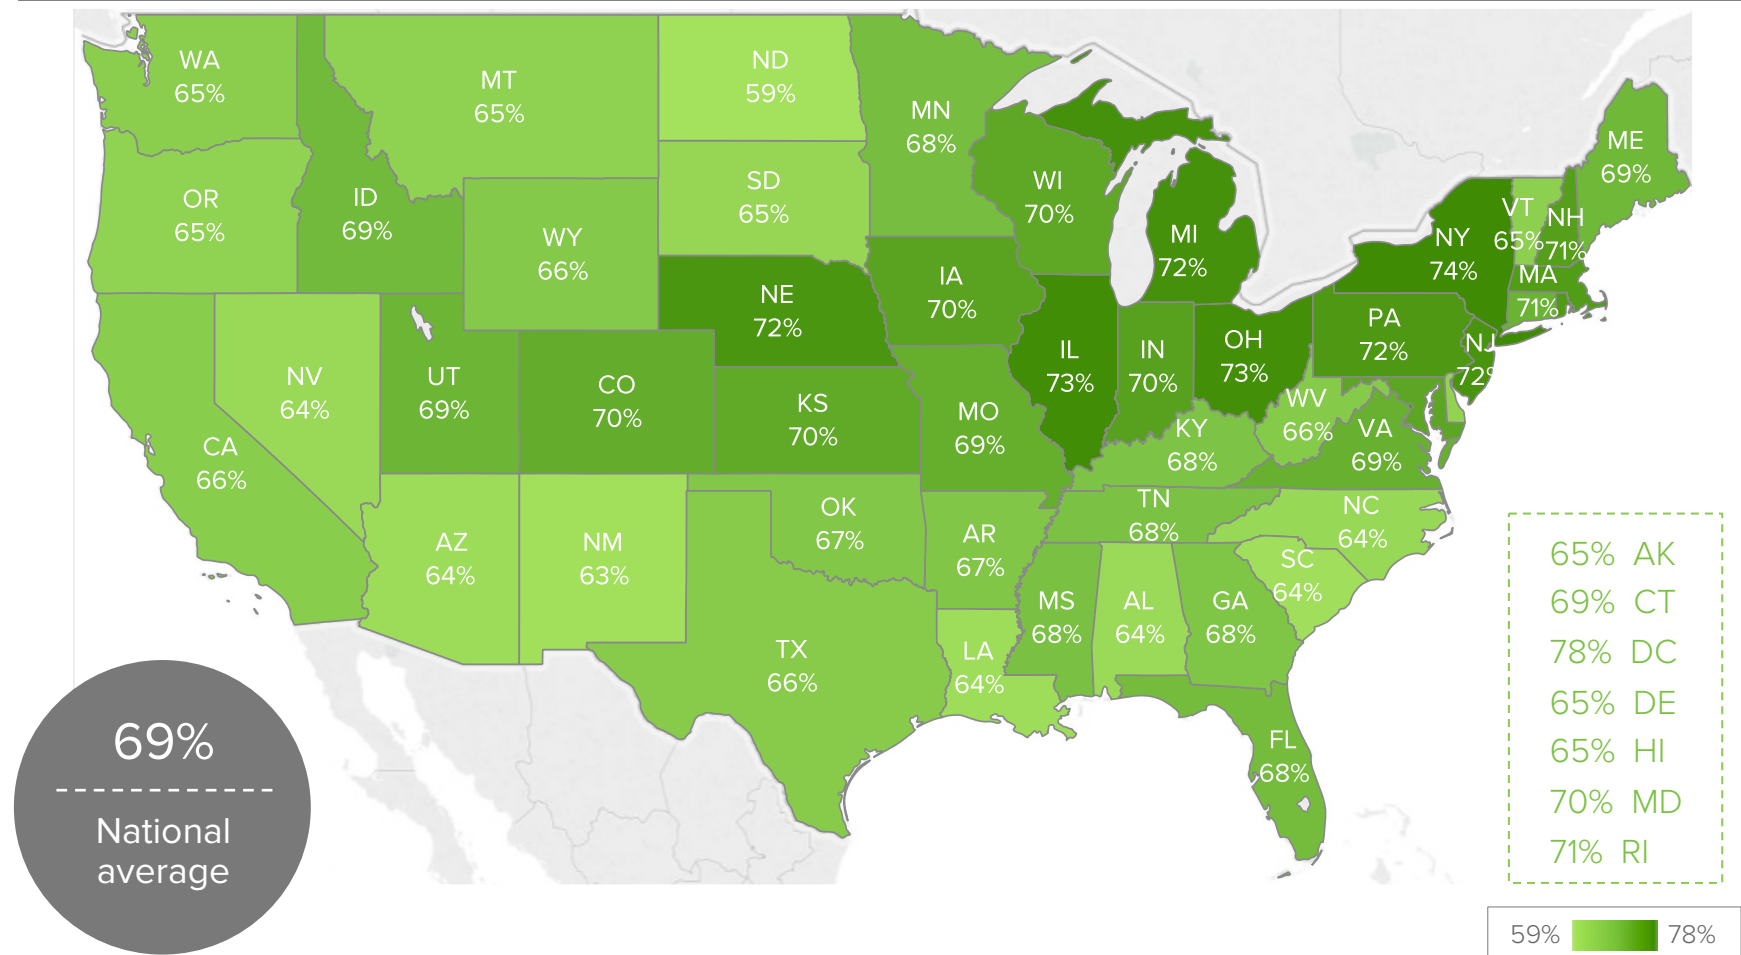 WA
65%
MT
65%
ND
59%
MN
68%
ME
69%
OR
65%
ID
69%
SD
65%
WI
70%
VT
65%
NH
71%
WY
66%
MI
72%
NY
74%
NE
72%
IA
70%
MA
71%
PA
72%
NV
64%
UT
69%
CO
70%
KS
70%
MO
69%
IL
73%
IN
70%
OH
73%
NJ
72%
CA
66%
WV
66%
VA
69%
KY
68%
AZ
64%
NM
63%
OK
67%
AR
67%
TN
68%
NC
64%
SC
64%
TX
66%
LA
64%
MS
68%
AL
64%
GA
68%
FL
68%
65% AK
69% CT
78% DC
65% DE
65% HI
70% MD
71% RI
69%
National
average
59% 78%